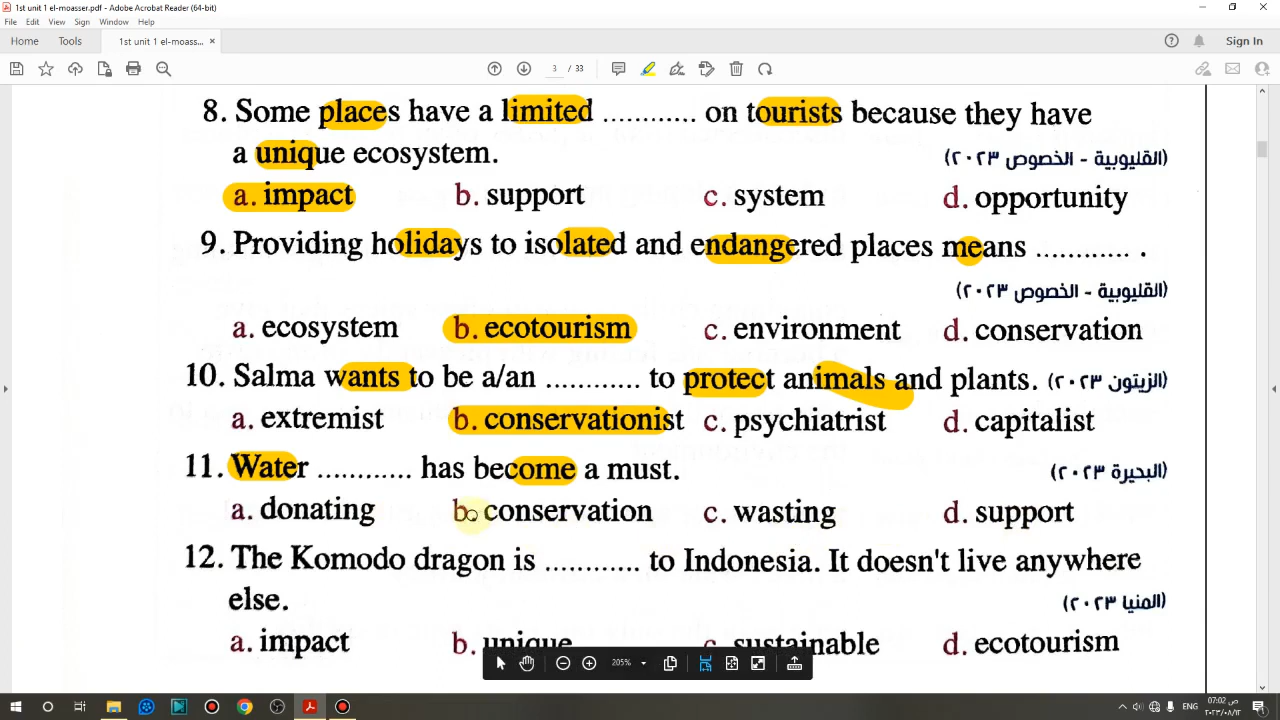 1st unit 1 el-moasser.pdf - Adobe Acrobat Reader (64-bit)
File Edit View Sign Window Help
Home Tools 1st unit 1 el-moass... × Sign In
3 / 33
8. Some places have a limited ............ on tourists because they have
a unique ecosystem. (القليوبية - الخصوص ٢٠٢٣)
a. impact b. support c. system d. opportunity
9. Providing holidays to isolated and endangered places means ............ .
(القليوبية - الخصوص ٢٠٢٣)
a. ecosystem b. ecotourism c. environment d. conservation
10. Salma wants to be a/an ............ to protect animals and plants. (الزيتون ٢٠٢٣)
a. extremist b. conservationist c. psychiatrist d. capitalist
11. Water ............ has become a must. (البحيرة ٢٠٢٣)
a. donating b. conservation c. wasting d. support
12. The Komodo dragon is ............ to Indonesia. It doesn't live anywhere
else. (المنيا ٢٠٢٣)
a. impact b. unique c. sustainable d. ecotourism
205%
ENG 07:02 ص
٢٠٢٣/٠٨/١٢